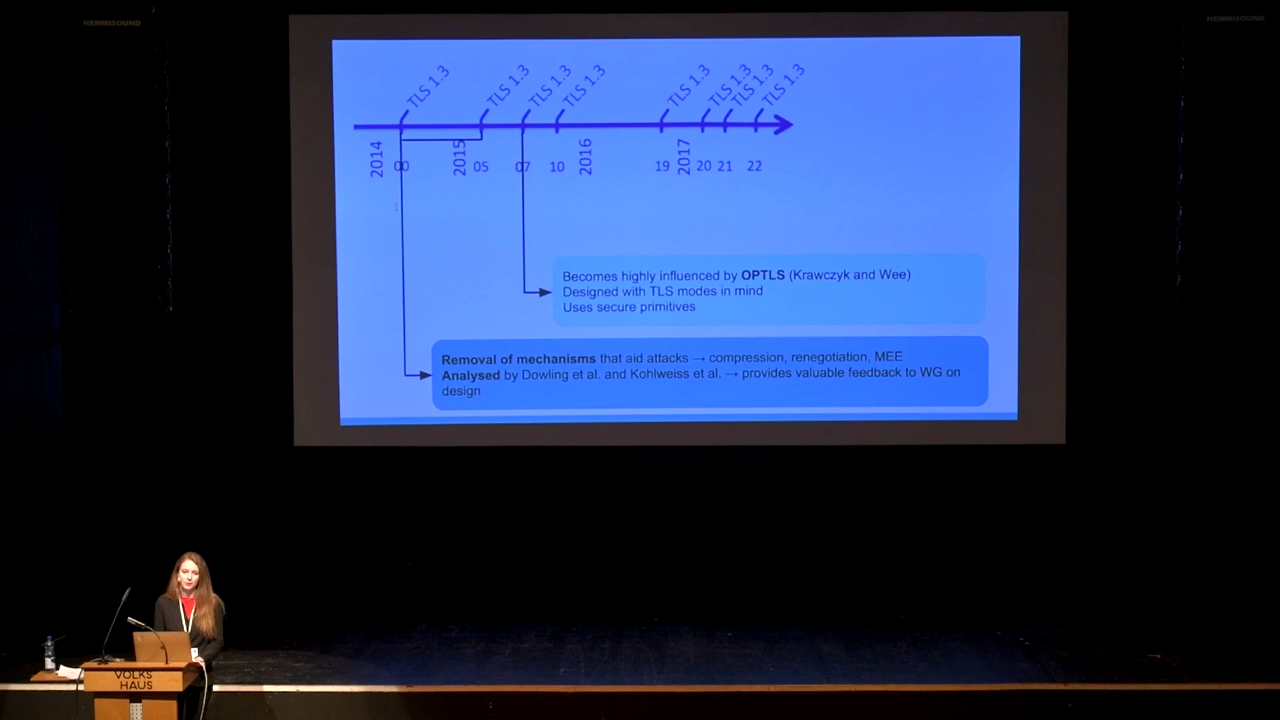 HEMMISOUND
HEMMISOUND
TLS 1.3 TLS 1.3 TLS 1.3 TLS 1.3 TLS 1.3 TLS 1.3 TLS 1.3 TLS 1.3
2014 2015 2016 2017
00 05 07 10 19 20 21 22
Becomes highly influenced by OPTLS (Krawczyk and Wee)
Designed with TLS modes in mind
Uses secure primitives
Removal of mechanisms that aid attacks → compression, renegotiation, MEE
Analysed by Dowling et al. and Kohlweiss et al. → provides valuable feedback to WG on
design
VOLKS
HAUS